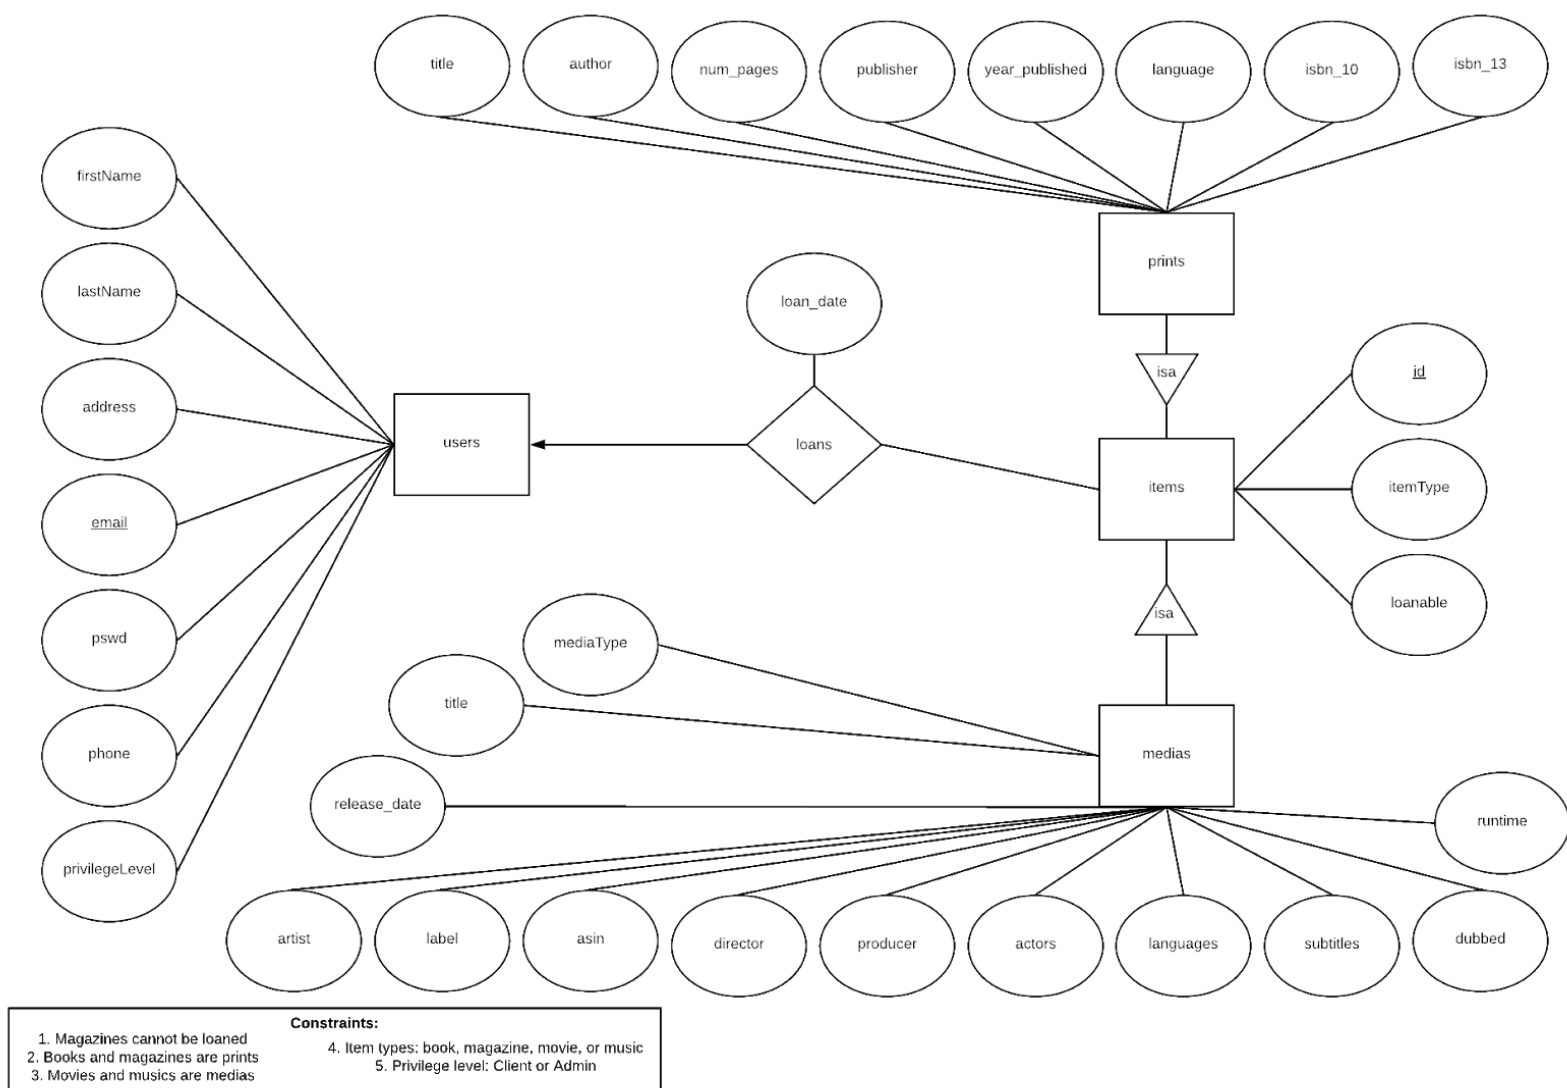 title
author
num_pages
publisher
year_published
language
isbn_10
isbn_13
firstName
lastName
address
email
pswd
phone
privilegeLevel
users
loan_date
loans
prints
isa
items
id
itemType
loanable
isa
mediaType
title
release_date
medias
runtime
artist
label
asin
director
producer
actors
languages
subtitles
dubbed
Constraints:
1. Magazines cannot be loaned
2. Books and magazines are prints
3. Movies and musics are medias
4. Item types: book, magazine, movie, or music
5. Privilege level: Client or Admin